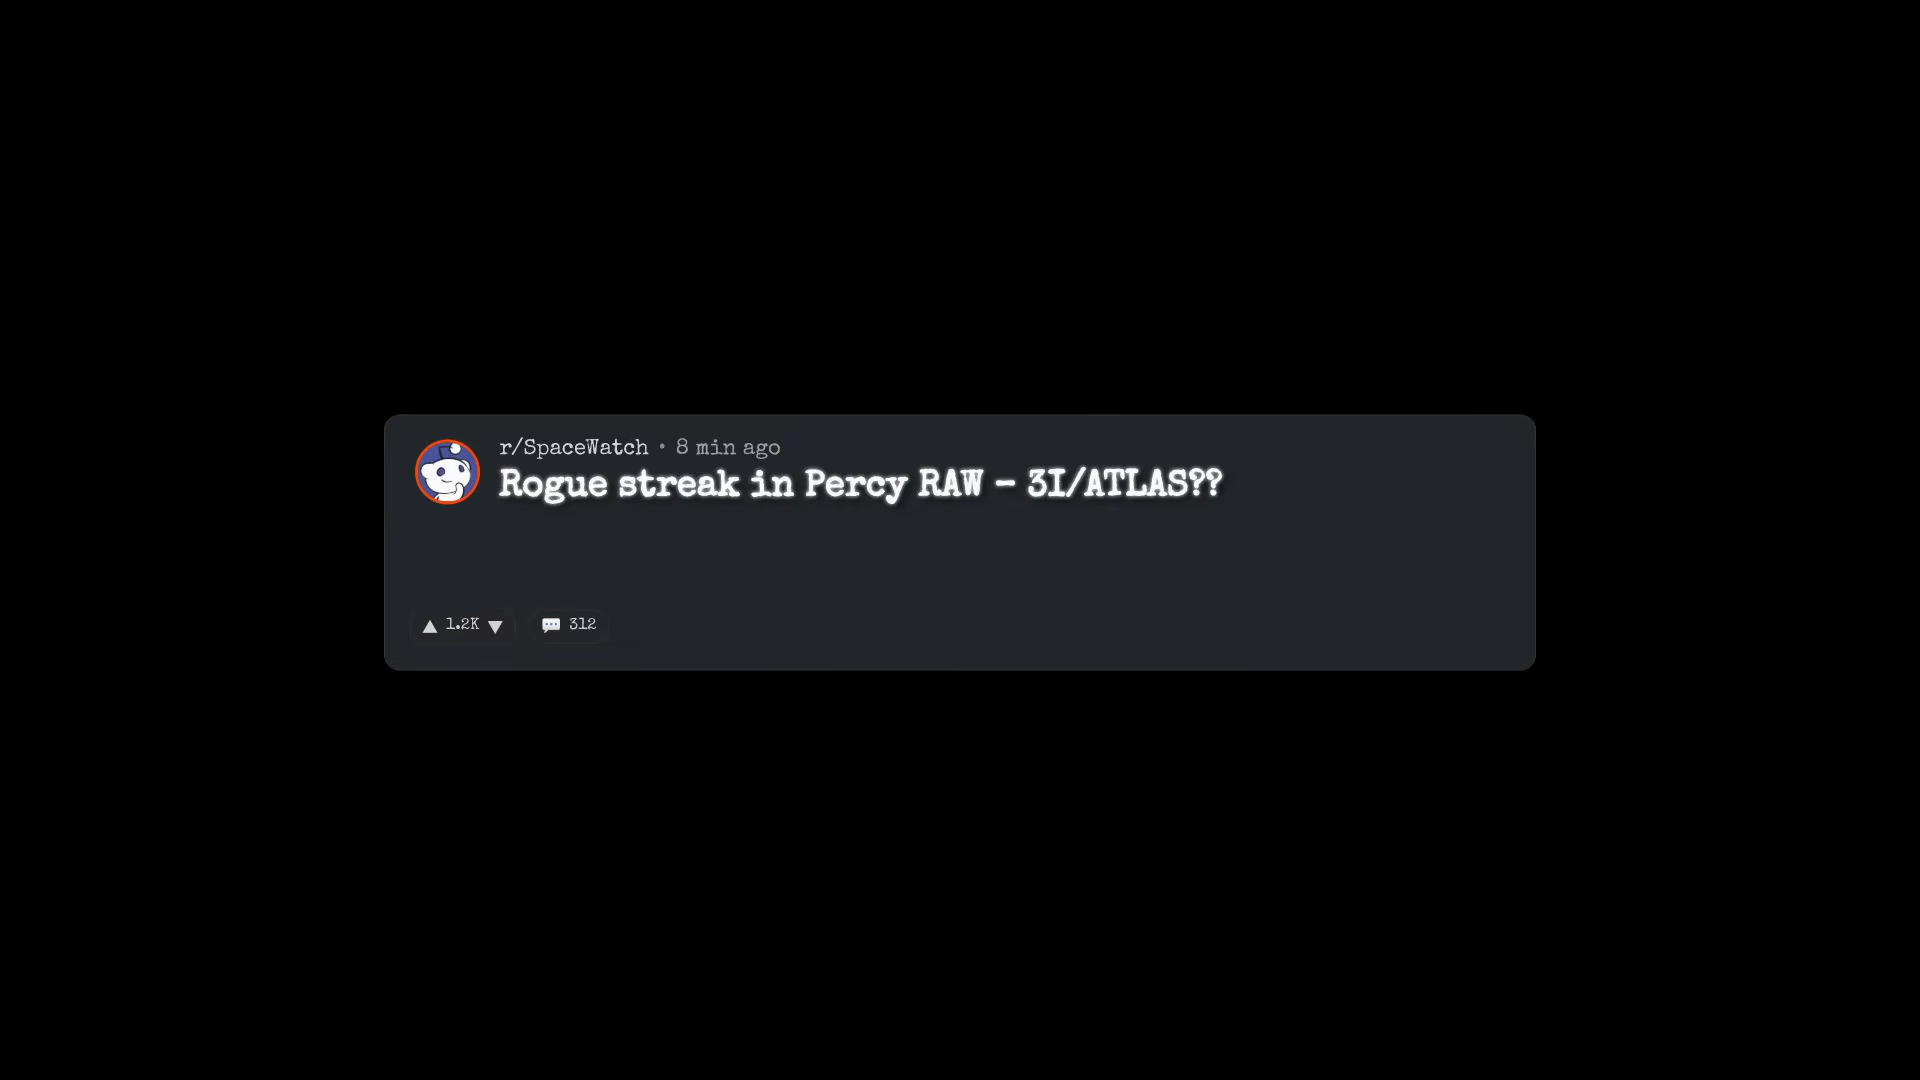 r/SpaceWatch • 8 min ago
Rogue streak in Percy RAW – 3I/ATLAS??
1.2K
312